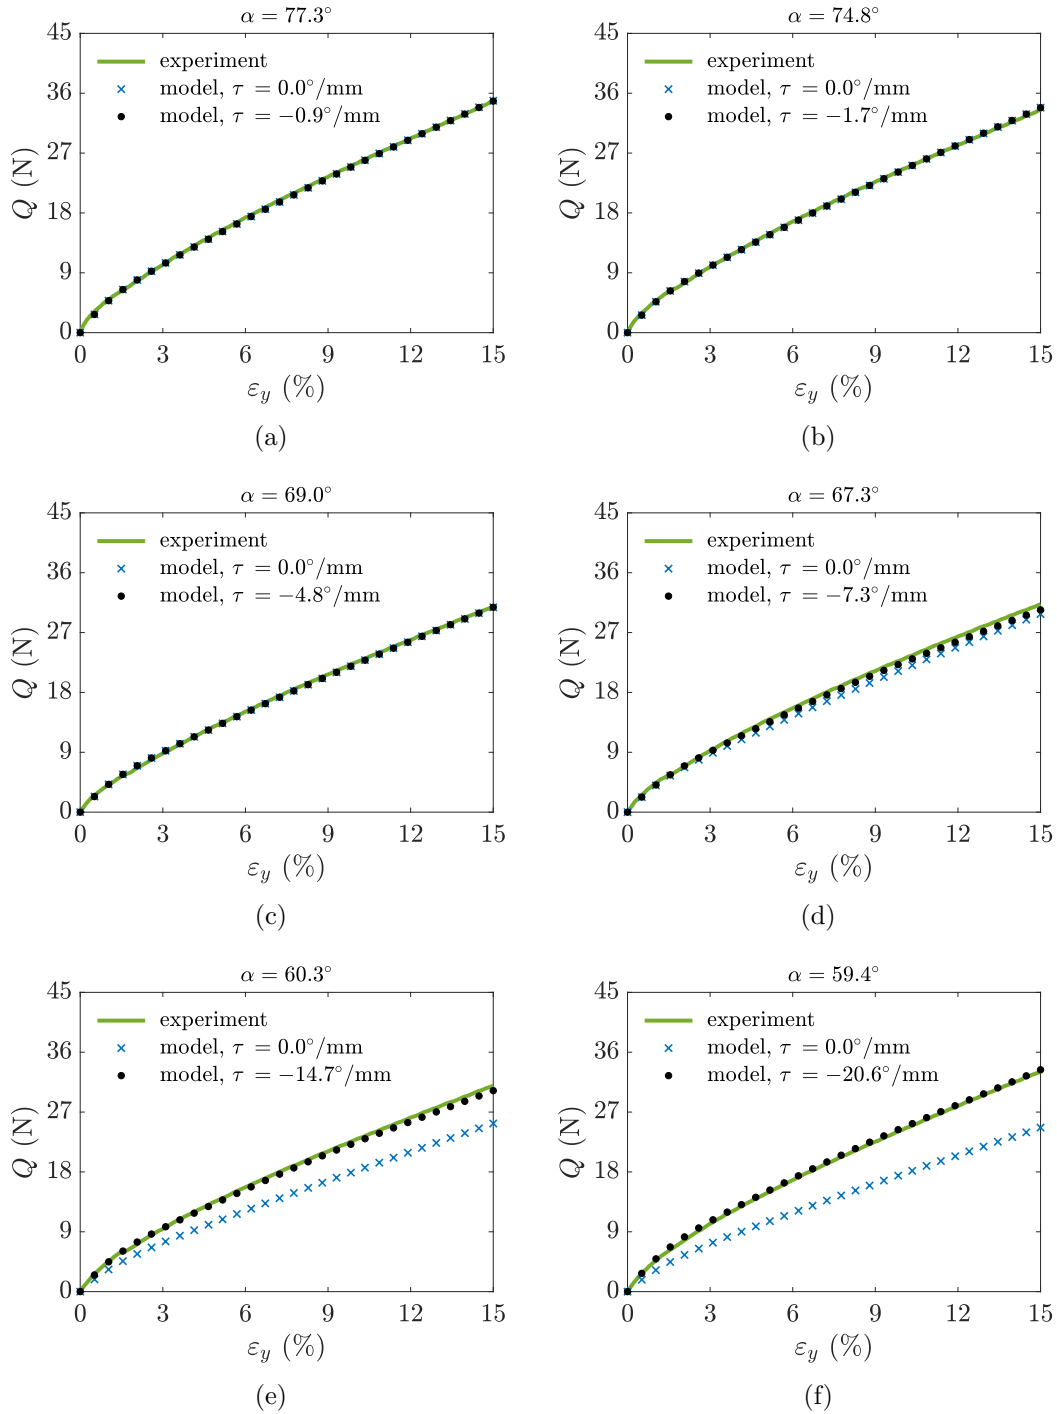 α = 77.3°
45
36
27
18
9
0
Q (N)
experiment
model, τ = 0.0°/mm
model, τ = −0.9°/mm
0 3 6 9 12 15
ε_y (%)
(a)
α = 74.8°
45
36
27
18
9
0
Q (N)
experiment
model, τ = 0.0°/mm
model, τ = −1.7°/mm
0 3 6 9 12 15
ε_y (%)
(b)
α = 69.0°
45
36
27
18
9
0
Q (N)
experiment
model, τ = 0.0°/mm
model, τ = −4.8°/mm
0 3 6 9 12 15
ε_y (%)
(c)
α = 67.3°
45
36
27
18
9
0
Q (N)
experiment
model, τ = 0.0°/mm
model, τ = −7.3°/mm
0 3 6 9 12 15
ε_y (%)
(d)
α = 60.3°
45
36
27
18
9
0
Q (N)
experiment
model, τ = 0.0°/mm
model, τ = −14.7°/mm
0 3 6 9 12 15
ε_y (%)
(e)
α = 59.4°
45
36
27
18
9
0
Q (N)
experiment
model, τ = 0.0°/mm
model, τ = −20.6°/mm
0 3 6 9 12 15
ε_y (%)
(f)